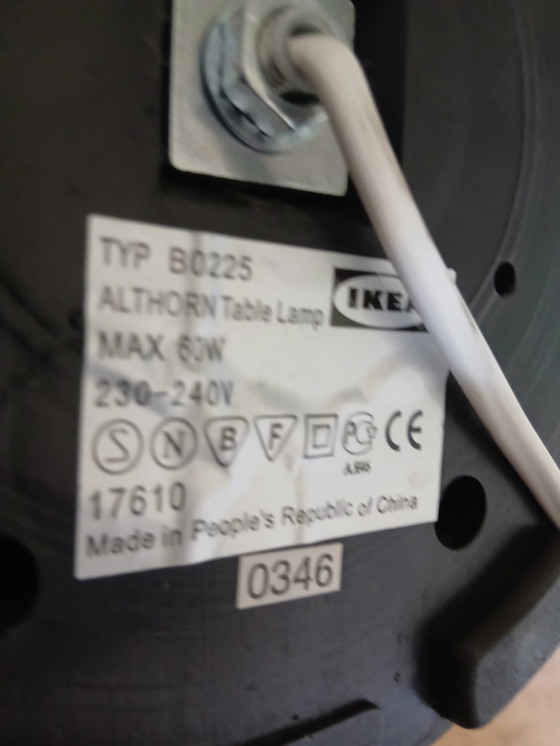 TYP B0225
ALTHORN Table Lamp
IKEA
MAX 60W
230-240V
S N B F CE
A.B46
17610
Made in People's Republic of China
0346